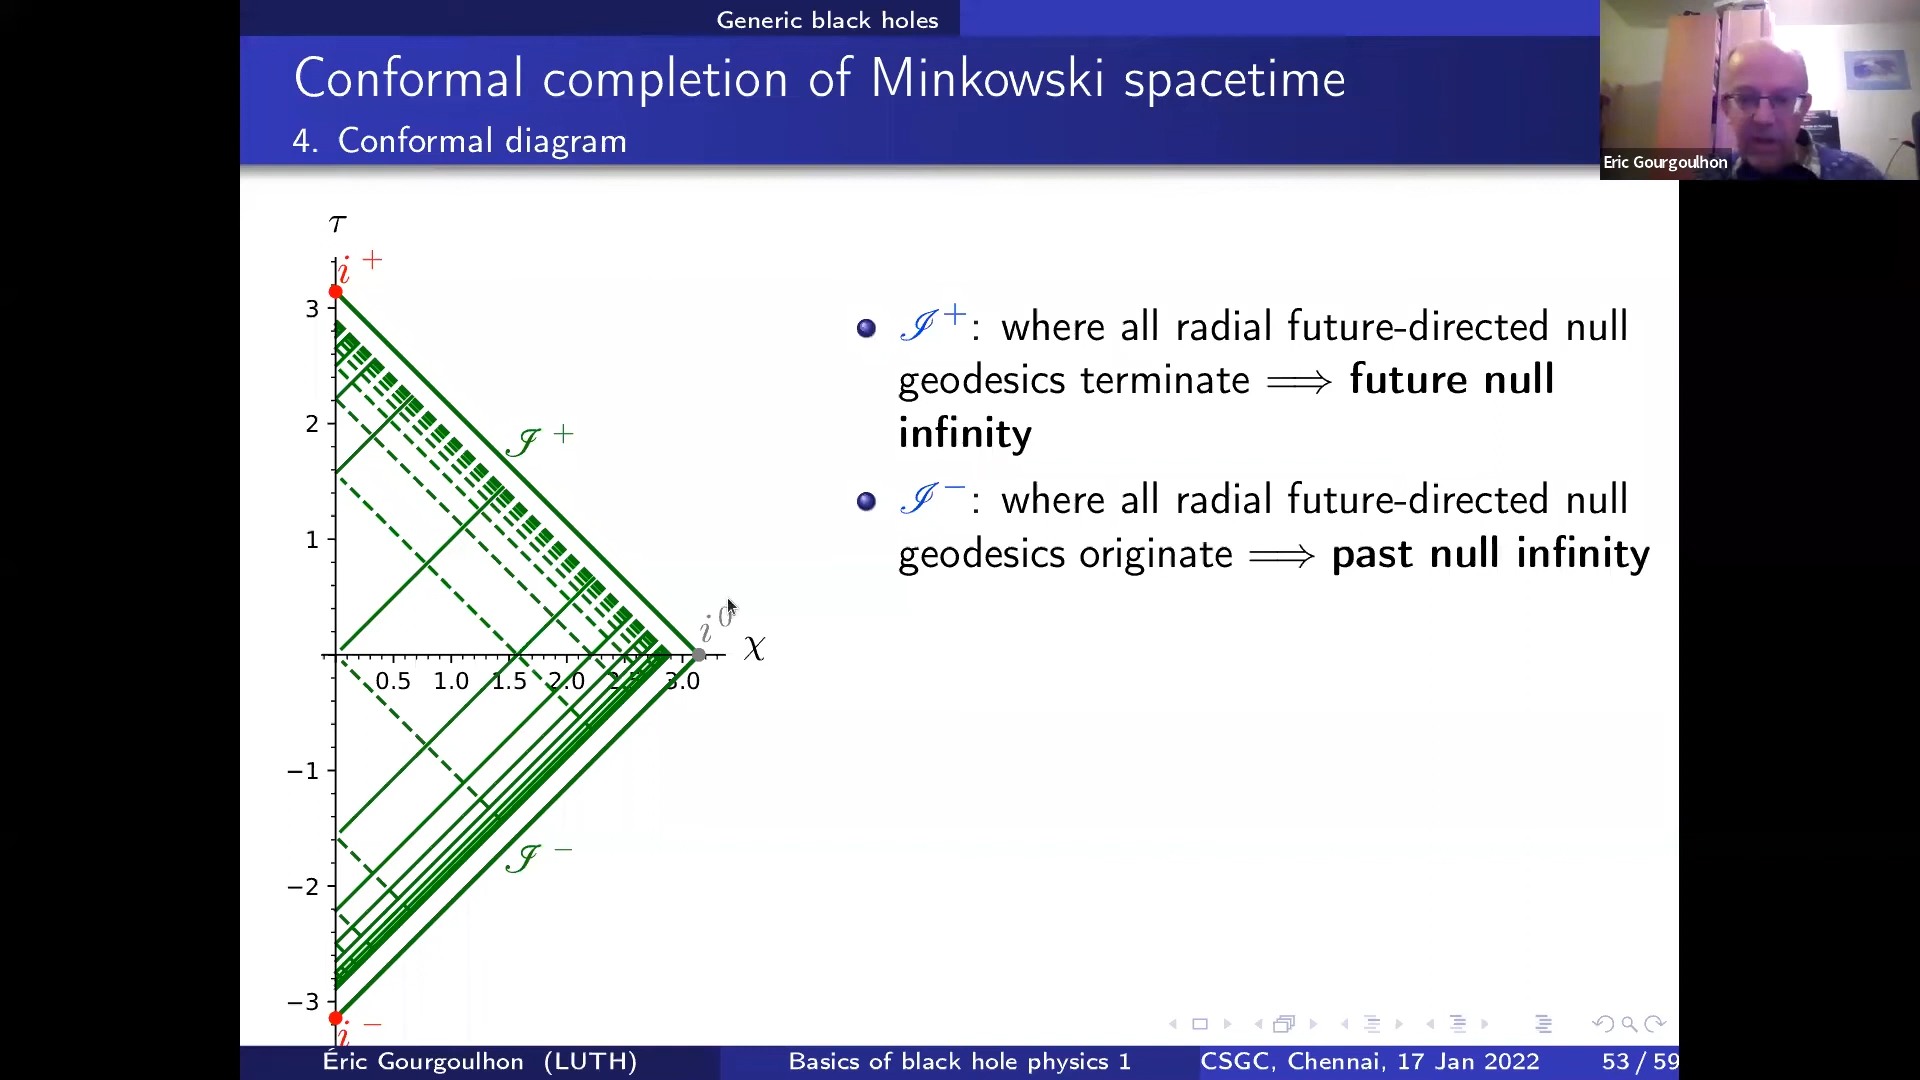 Generic black holes
Conformal completion of Minkowski spacetime
4. Conformal diagram
Eric Gourgoulhon
τ
i +
3
2
1
−1
−2
−3
ℐ +
i 0
χ
0.5 1.0 1.5 2.0 2.5 3.0
ℐ −
i −
ℐ+: where all radial future-directed null
geodesics terminate ⟹ future null
infinity
ℐ−: where all radial future-directed null
geodesics originate ⟹ past null infinity
Éric Gourgoulhon (LUTH) Basics of black hole physics 1 CSGC, Chennai, 17 Jan 2022 53 / 59